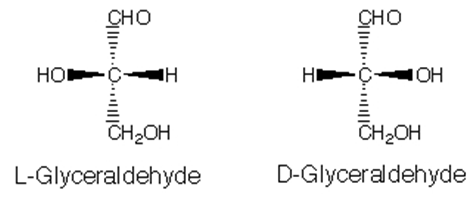 CHO CHO
HO C H H C OH
CH₂OH CH₂OH
L-Glyceraldehyde D-Glyceraldehyde